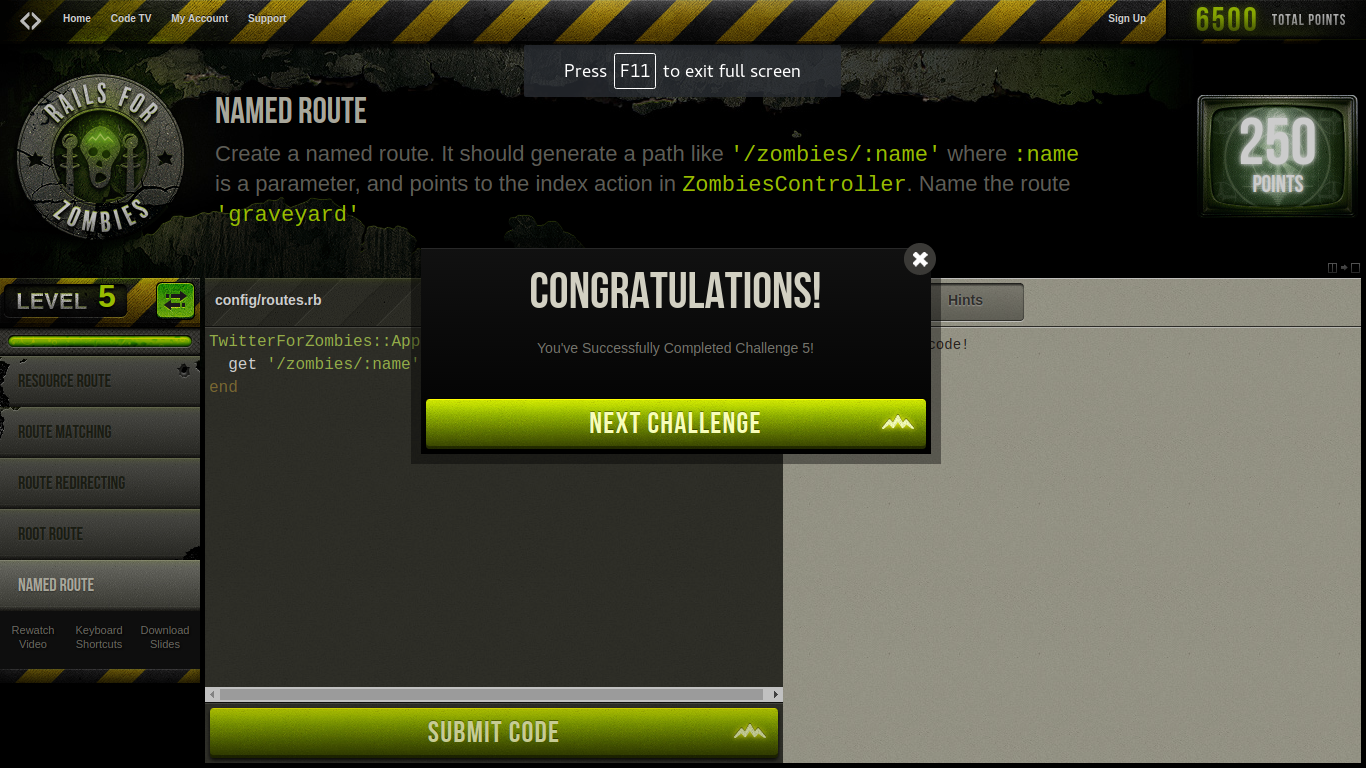 Home Code TV My Account Support Sign Up 6500 TOTAL POINTS
Press F11 to exit full screen
RAILS FOR ZOMBIES
NAMED ROUTE
Create a named route. It should generate a path like '/zombies/:name' where :name
is a parameter, and points to the index action in ZombiesController. Name the route
'graveyard'
250
POINTS
CONGRATULATIONS!
You've Successfully Completed Challenge 5!
NEXT CHALLENGE
LEVEL 5
RESOURCE ROUTE
ROUTE MATCHING
ROUTE REDIRECTING
ROOT ROUTE
NAMED ROUTE
Rewatch Video
Keyboard Shortcuts
Download Slides
config/routes.rb
TwitterForZombies::App
get '/zombies/:name'
end
SUBMIT CODE
Hints
code!